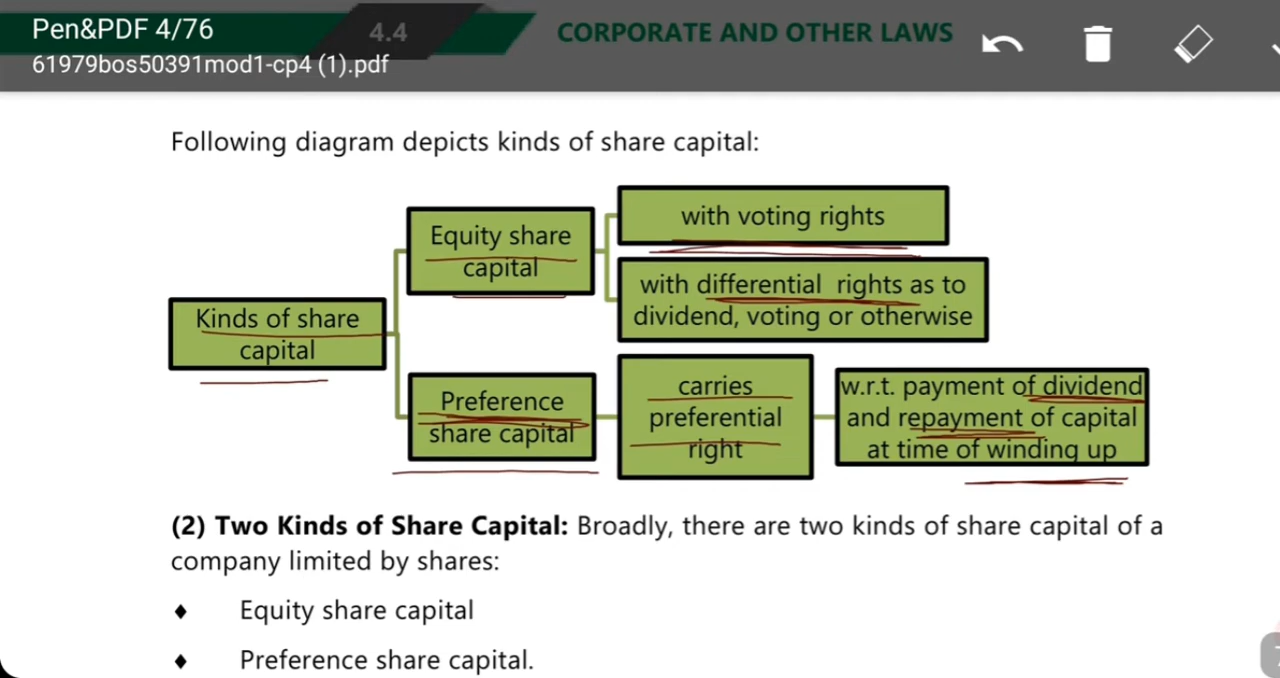 Pen&PDF 4/76
4.4
CORPORATE AND OTHER LAWS
61979bos50391mod1-cp4 (1).pdf
Following diagram depicts kinds of share capital:
Kinds of share
capital
Equity share
capital
with voting rights
with differential rights as to
dividend, voting or otherwise
Preference
share capital
carries
preferential
right
w.r.t. payment of dividend
and repayment of capital
at time of winding up
(2) Two Kinds of Share Capital: Broadly, there are two kinds of share capital of a
company limited by shares:
♦ Equity share capital
♦ Preference share capital.